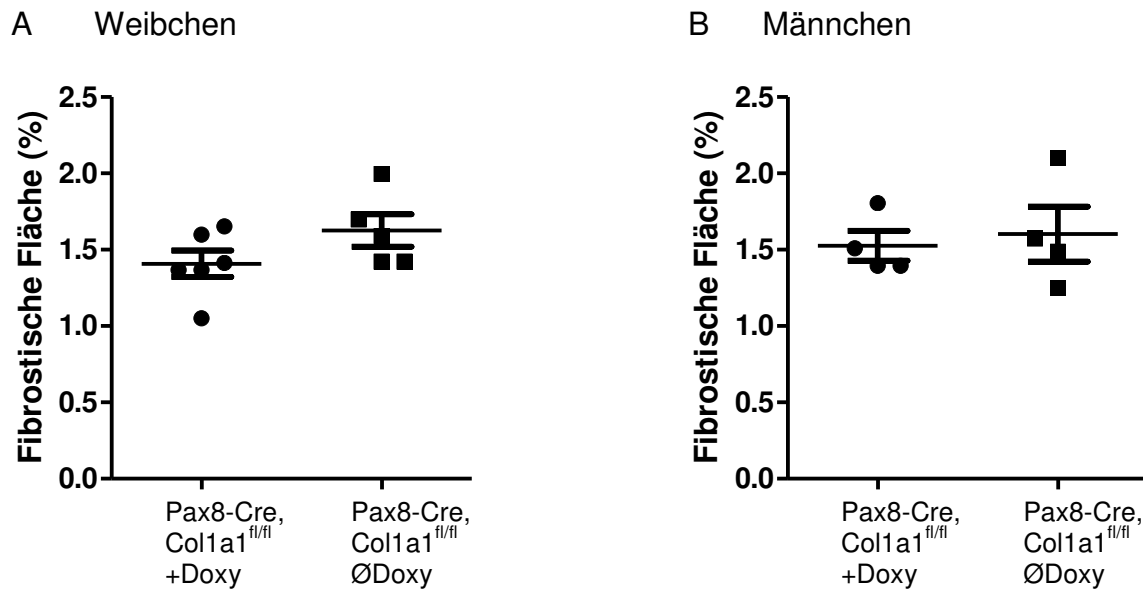 A Weibchen
Fibrostische Fläche (%)
2.5
2.0
1.5
1.0
0.5
0.0
Pax8-Cre,
Col1a1fl/fl
+Doxy
Pax8-Cre,
Col1a1fl/fl
ØDoxy
B Männchen
Fibrostische Fläche (%)
2.5
2.0
1.5
1.0
0.5
0.0
Pax8-Cre,
Col1a1fl/fl
+Doxy
Pax8-Cre,
Col1a1fl/fl
ØDoxy